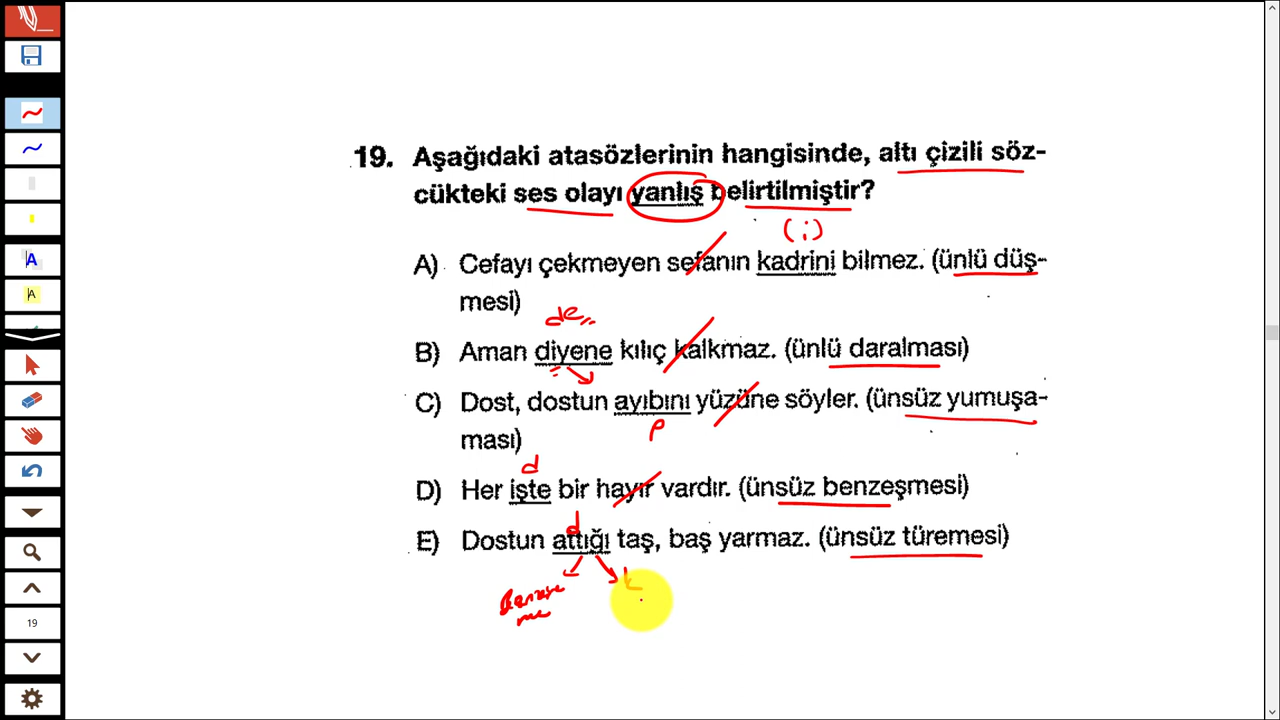 19. Aşağıdaki atasözlerinin hangisinde, altı çizili söz-
cükteki ses olayı yanlış belirtilmiştir?
(i)
A) Cefayı çekmeyen sefanın kadrini bilmez. (ünlü düş-
mesi)
de
B) Aman diyene kılıç kalkmaz. (ünlü daralması)
C) Dost, dostun ayıbını yüzüne söyler. (ünsüz yumuşa-
ması)
p
d
D) Her işte bir hayır vardır. (ünsüz benzeşmesi)
d
E) Dostun attığı taş, baş yarmaz. (ünsüz türemesi)
A
A
19